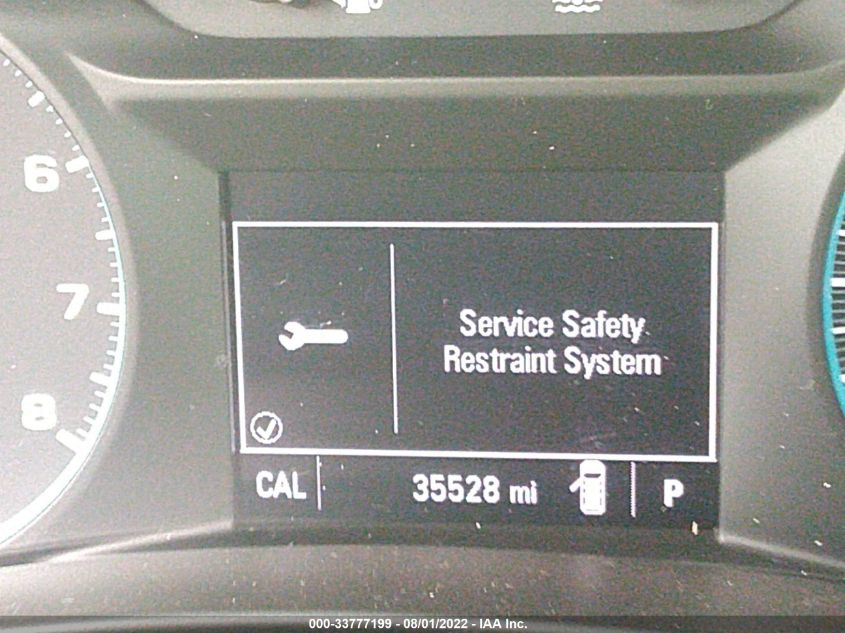 6
7
8
Service Safety
Restraint System
CAL 35528 mi P
000-33777199 - 08/01/2022 - IAA Inc.